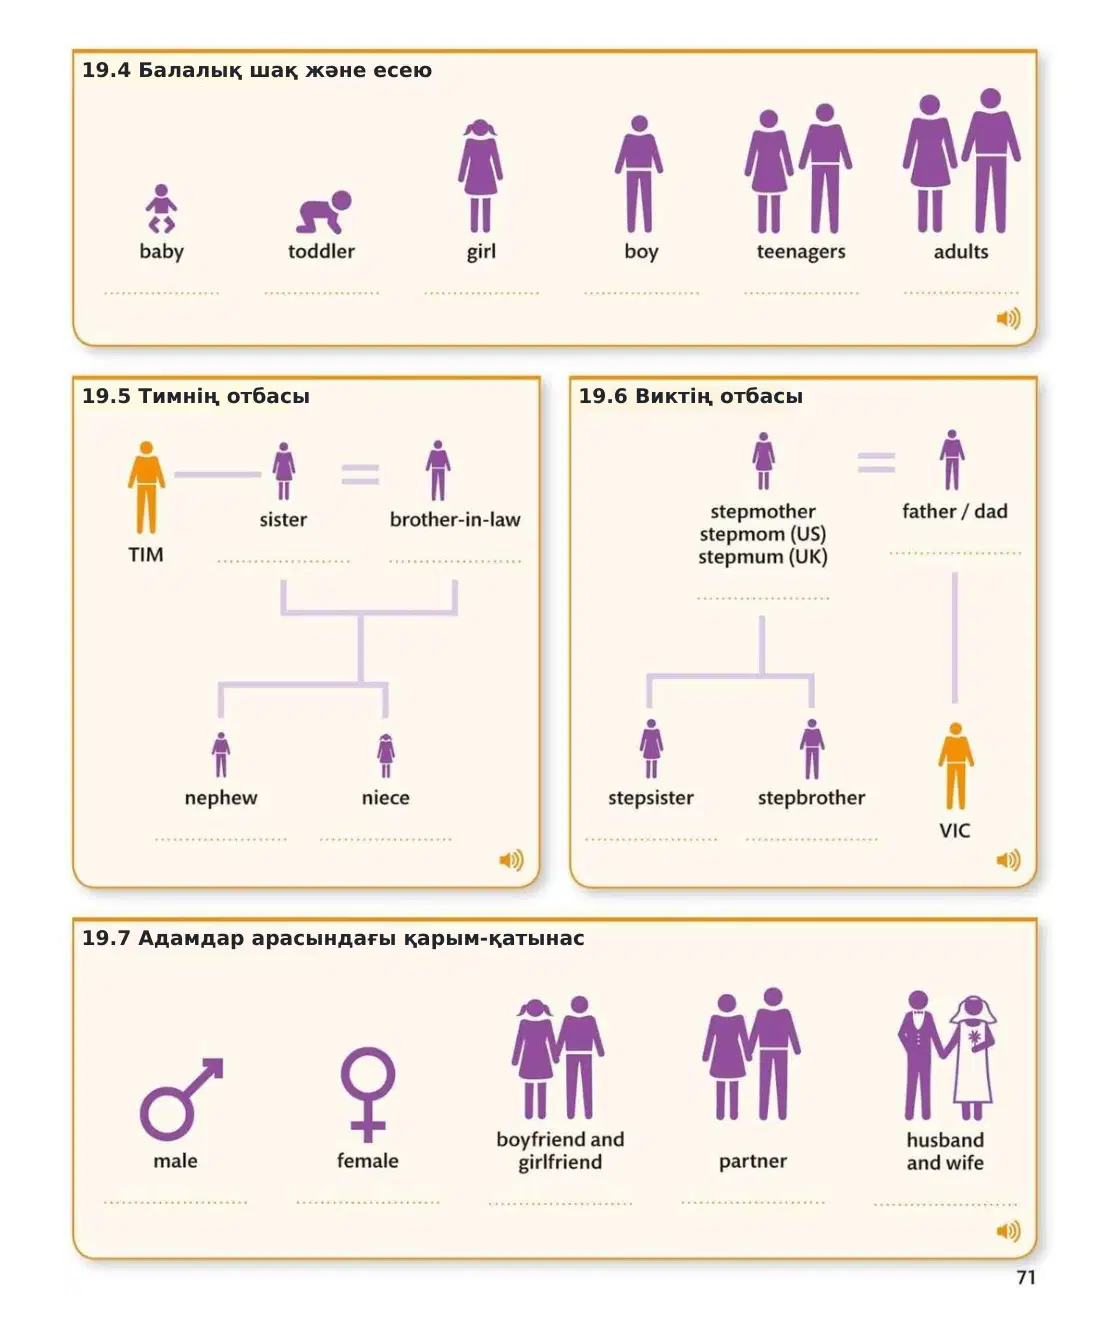 19.4 Балалық шақ және есею
baby
toddler
girl
boy
teenagers
adults
19.5 Тимнің отбасы
TIM
sister
brother-in-law
nephew
niece
19.6 Виктің отбасы
stepmother
stepmom (US)
stepmum (UK)
father / dad
stepsister
stepbrother
VIC
19.7 Адамдар арасындағы қарым-қатынас
male
female
boyfriend and
girlfriend
partner
husband
and wife
71